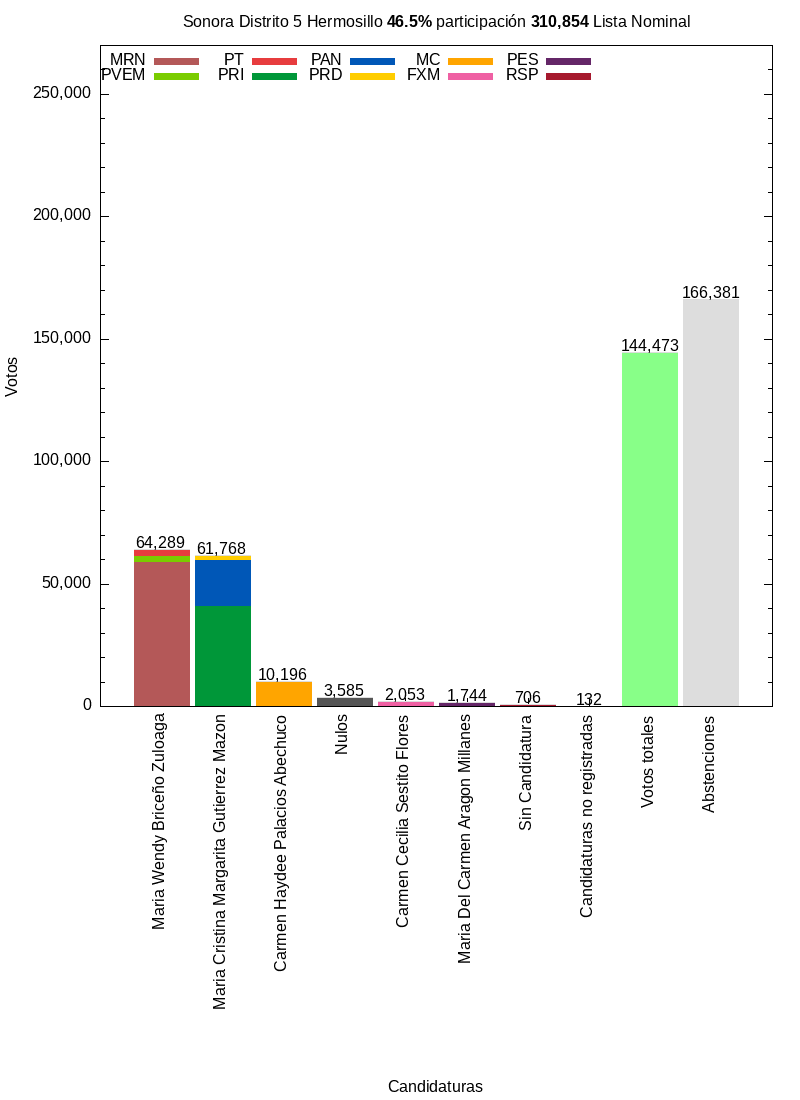 Sonora Distrito 5 Hermosillo 46.5% participación 310,854 Lista Nominal
MRN PT PAN MC PES
PVEM PRI PRD FXM RSP
250,000
200,000
150,000
100,000
50,000
0
Votos
64,289
61,768
10,196
3,585
2,053
1,744
706
132
144,473
166,381
Maria Wendy Briceño Zuloaga
Maria Cristina Margarita Gutierrez Mazon
Carmen Haydee Palacios Abechuco
Nulos
Carmen Cecilia Sestito Flores
Maria Del Carmen Aragon Millanes
Sin Candidatura
Candidaturas no registradas
Votos totales
Abstenciones
Candidaturas